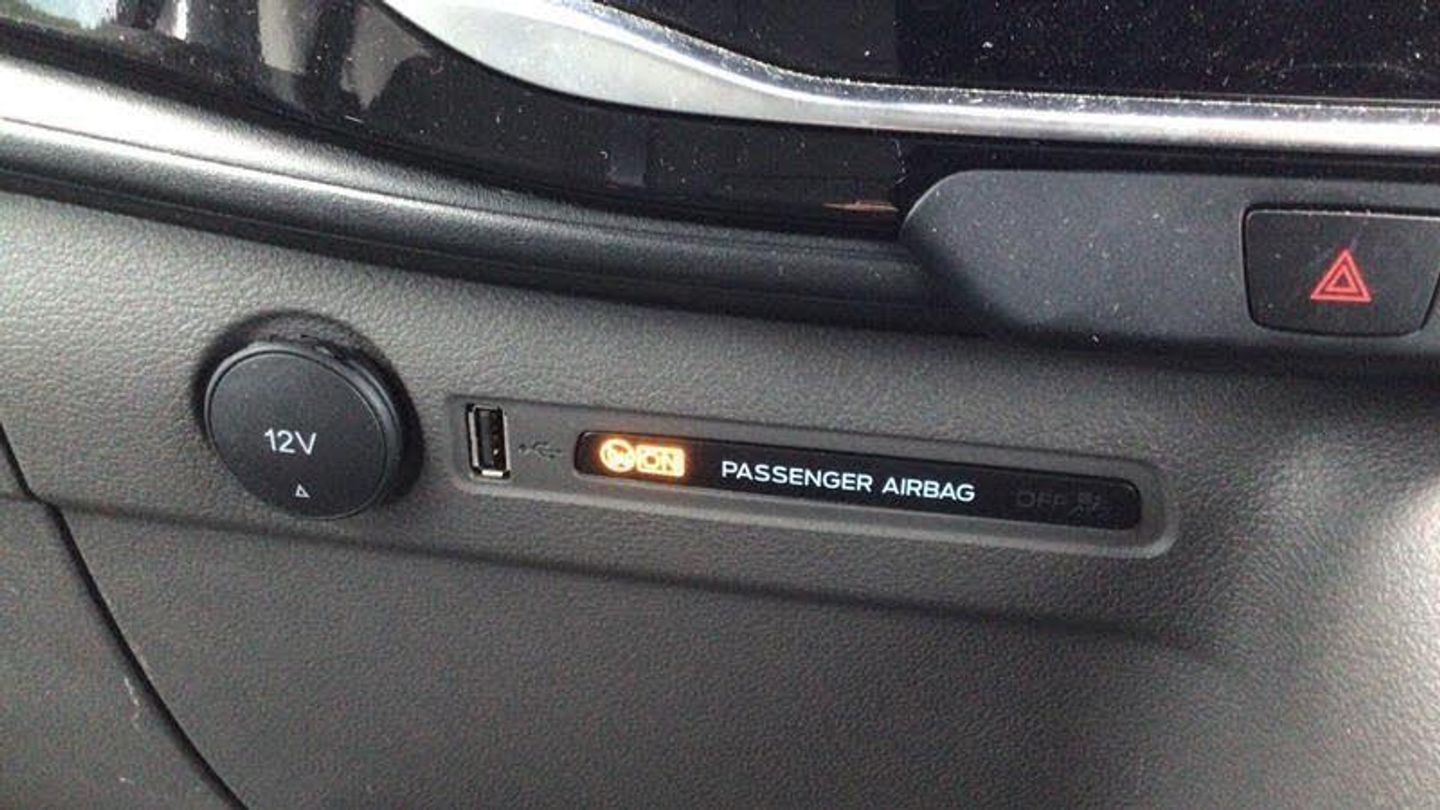 12V
ON PASSENGER AIRBAG OFF